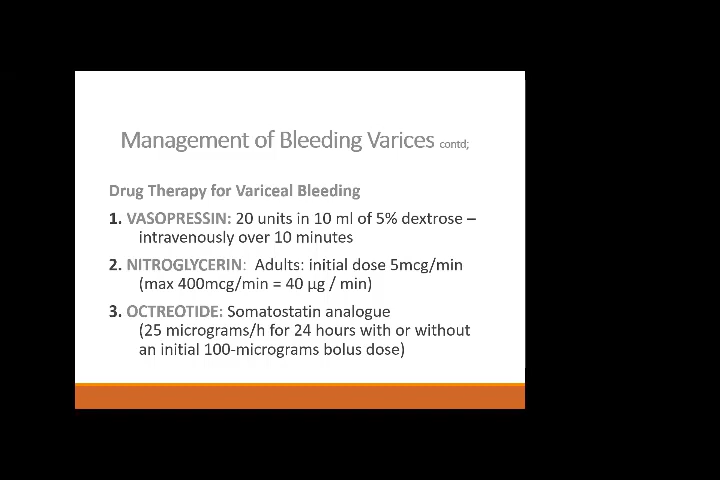 Management of Bleeding Varices contd;
Drug Therapy for Variceal Bleeding
1. VASOPRESSIN: 20 units in 10 ml of 5% dextrose –
intravenously over 10 minutes
2. NITROGLYCERIN: Adults: initial dose 5mcg/min
(max 400mcg/min = 40 µg / min)
3. OCTREOTIDE: Somatostatin analogue
(25 micrograms/h for 24 hours with or without
an initial 100-micrograms bolus dose)